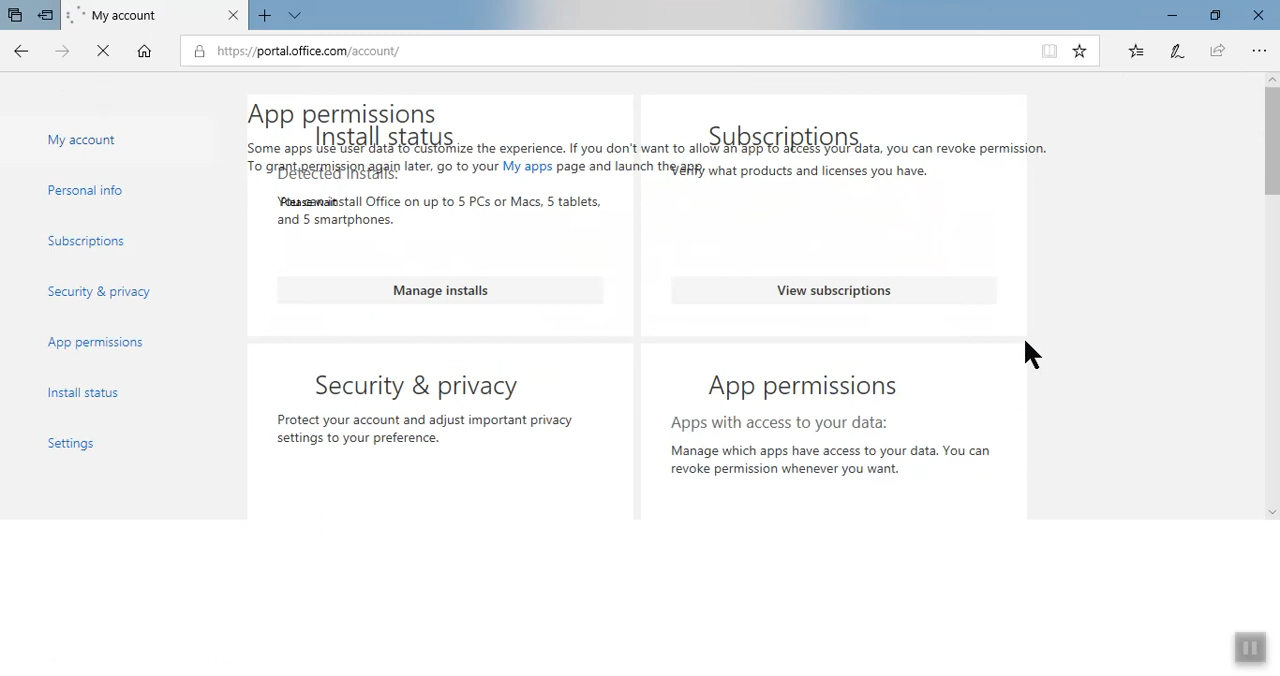 My account
https://portal.office.com/account/
My account
Personal info
Subscriptions
Security & privacy
App permissions
Install status
Settings
App permissions
Some apps use user data to customize the experience. If you don't want to allow an app to access your data, you can revoke permission.
To grant permission again later, go to your My apps page and launch the app.
Install status
Detected installs:
Please wait
You can install Office on up to 5 PCs or Macs, 5 tablets,
and 5 smartphones.
Manage installs
Subscriptions
Verify what products and licenses you have.
View subscriptions
Security & privacy
Protect your account and adjust important privacy
settings to your preference.
App permissions
Apps with access to your data:
Manage which apps have access to your data. You can
revoke permission whenever you want.